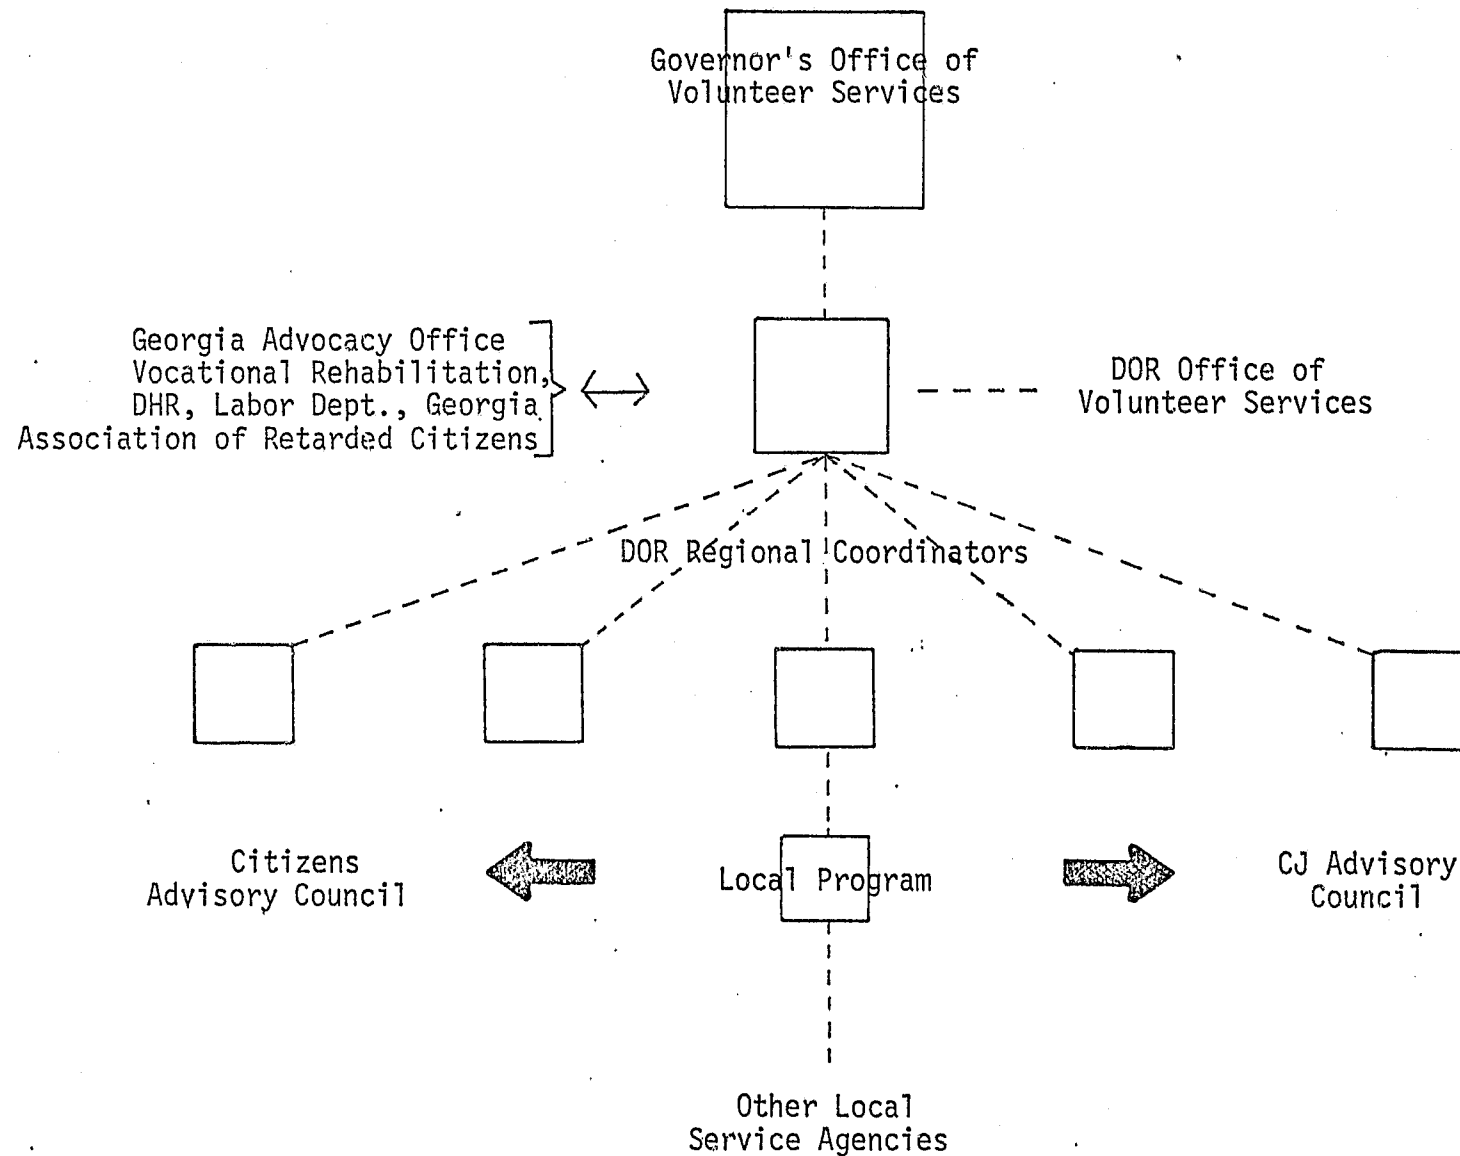 Governor's Office of
Volunteer Services
Georgia Advocacy Office
Vocational Rehabilitation,
DHR, Labor Dept., Georgia
Association of Retarded Citizens
DOR Office of
Volunteer Services
DOR Regional Coordinators
Citizens
Advisory Council
Local Program
CJ Advisory
Council
Other Local
Service Agencies